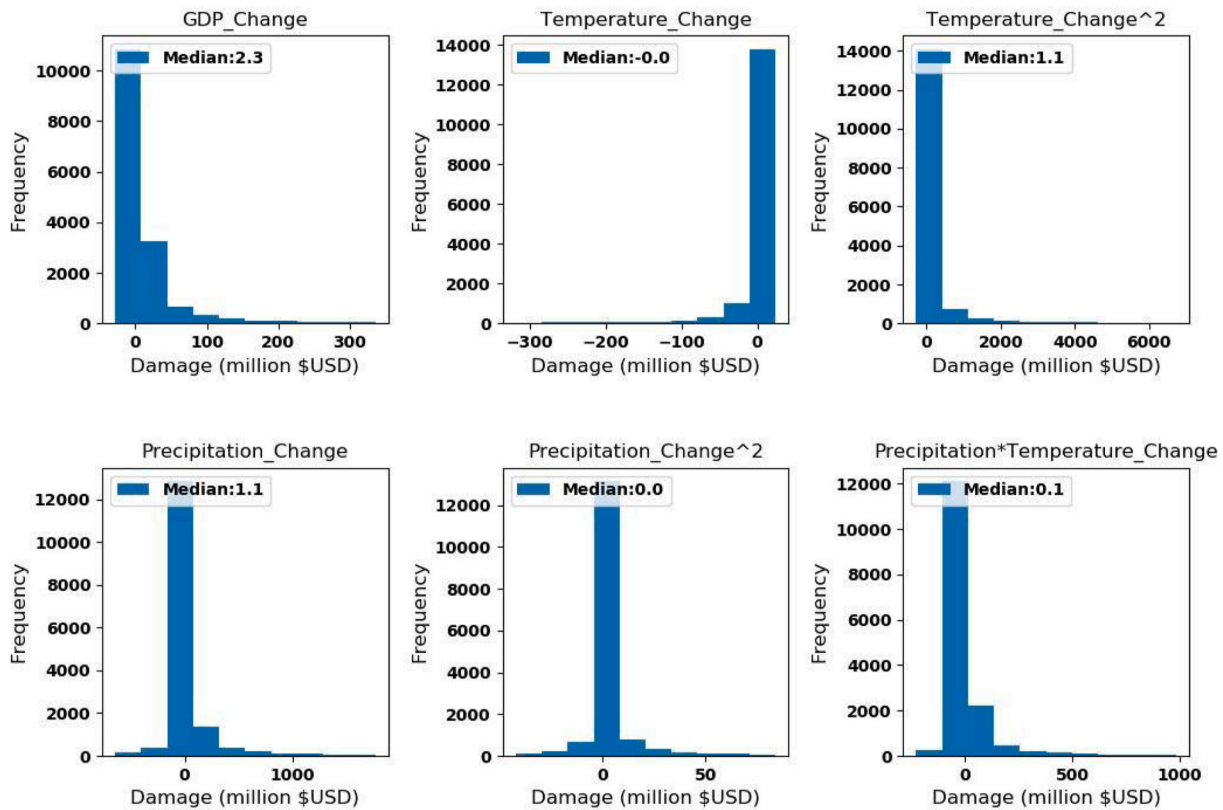 GDP_Change
Temperature_Change
Temperature_Change^2
Median:2.3
Median:-0.0
Median:1.1
10000
8000
6000
4000
2000
0
Frequency
14000
12000
10000
8000
6000
4000
2000
0
Frequency
14000
12000
10000
8000
6000
4000
2000
0
Frequency
0 100 200 300
−300 −200 −100 0
0 2000 4000 6000
Damage (million $USD)
Damage (million $USD)
Damage (million $USD)
Precipitation_Change
Precipitation_Change^2
Precipitation*Temperature_Change
Median:1.1
Median:0.0
Median:0.1
12000
10000
8000
6000
4000
2000
0
Frequency
12000
10000
8000
6000
4000
2000
0
Frequency
12000
10000
8000
6000
4000
2000
0
Frequency
0 1000
0 50
0 500 1000
Damage (million $USD)
Damage (million $USD)
Damage (million $USD)